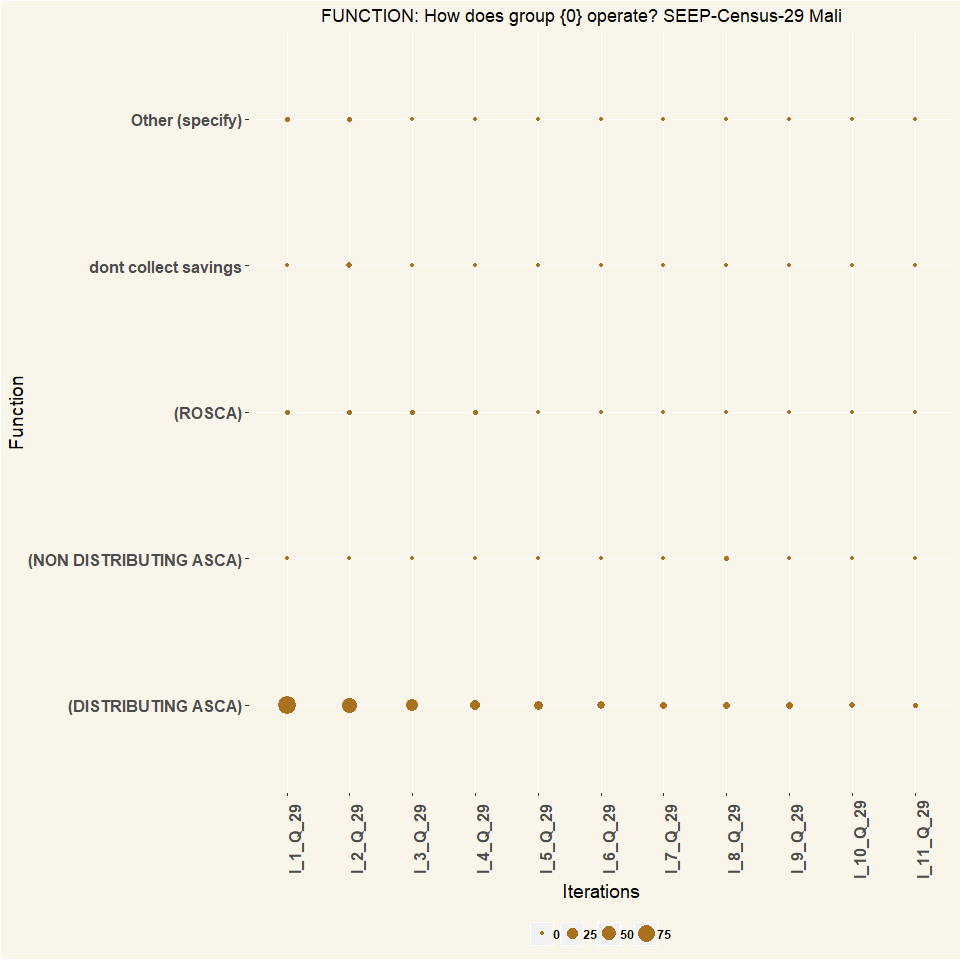 FUNCTION: How does group {0} operate? SEEP-Census-29 Mali
Other (specify)
dont collect savings
(ROSCA)
(NON DISTRIBUTING ASCA)
(DISTRIBUTING ASCA)
Function
I_1_Q_29
I_2_Q_29
I_3_Q_29
I_4_Q_29
I_5_Q_29
I_6_Q_29
I_7_Q_29
I_8_Q_29
I_9_Q_29
I_10_Q_29
I_11_Q_29
Iterations
0 25 50 75